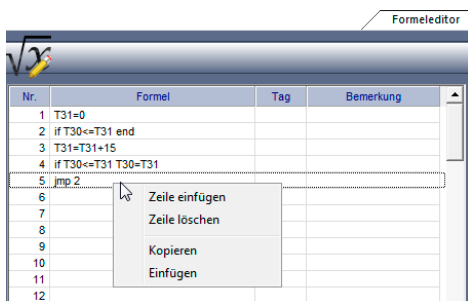 Formeleditor
√x
Nr. Formel Tag Bemerkung
1 T31=0
2 if T30<=T31 end
3 T31=T31+15
4 if T30<=T31 T30=T31
5 jmp 2
6
7
8
9
10
11
12
Zeile einfügen
Zeile löschen
Kopieren
Einfügen